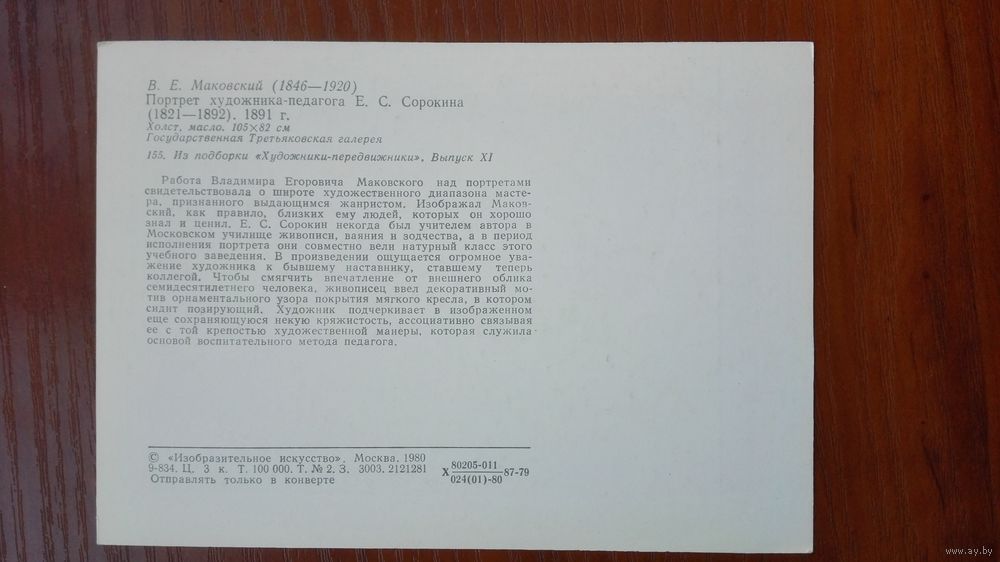 В. Е. Маковский (1846—1920)
Портрет художника-педагога Е. С. Сорокина
(1821—1892). 1891 г.
Холст, масло. 105×82 см
Государственная Третьяковская галерея
155. Из подборки «Художники-передвижники», Выпуск XI
Работа Владимира Егоровича Маковского над портретами
свидетельствовала о широте художественного диапазона масте-
ра, признанного выдающимся жанристом. Изображал Маков-
ский, как правило, близких ему людей, которых он хорошо
знал и ценил. Е. С. Сорокин некогда был учителем автора в
Московском училище живописи, ваяния и зодчества, а в период
исполнения портрета они совместно вели натурный класс этого
учебного заведения. В произведении ощущается огромное ува-
жение художника к бывшему наставнику, ставшему теперь
коллегой. Чтобы смягчить впечатление от внешнего облика
семидесятилетнего человека, живописец ввел декоративный мо-
тив орнаментального узора покрытия мягкого кресла, в котором
сидит позирующий. Художник подчеркивает в изображенном
еще сохраняющуюся некую кряжистость, ассоциативно связывая
ее с той крепостью художественной манеры, которая служила
основой воспитательного метода педагога.
© «Изобразительное искусство», Москва. 1980
9-834. Ц. 3 к. Т. 100 000. Т. № 2. З. 3003. 2121281
Отправлять только в конверте
Х 80205-011
024(01)-80 87-79
www.ay.by